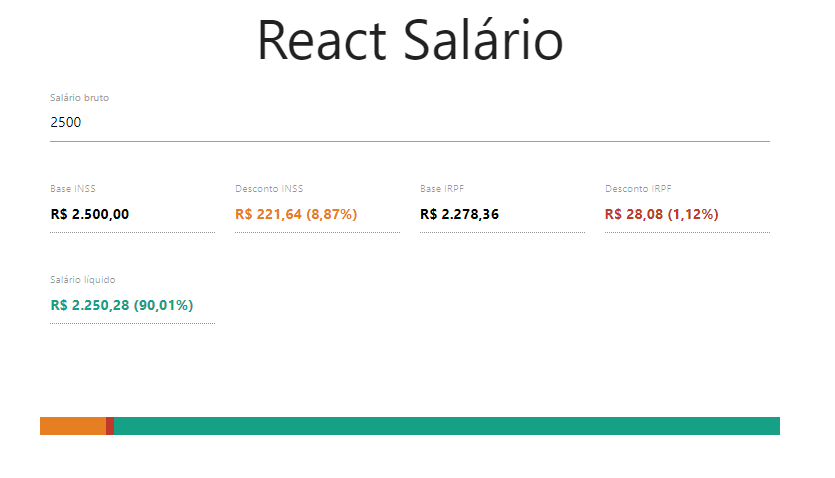 React Salário
Salário bruto
2500
Base INSS Desconto INSS Base IRPF Desconto IRPF
R$ 2.500,00 R$ 221,64 (8,87%) R$ 2.278,36 R$ 28,08 (1,12%)
Salário líquido
R$ 2.250,28 (90,01%)